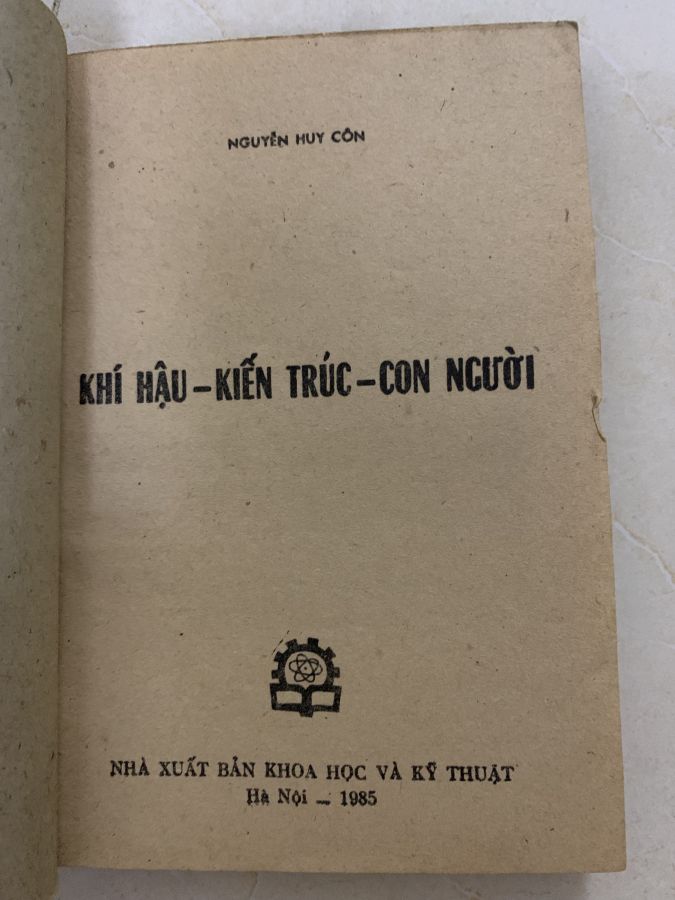 NGUYỄN HUY CÔN
KHÍ HẬU – KIẾN TRÚC – CON NGƯỜI
NHÀ XUẤT BẢN KHOA HỌC VÀ KỸ THUẬT
Hà Nội – 1985